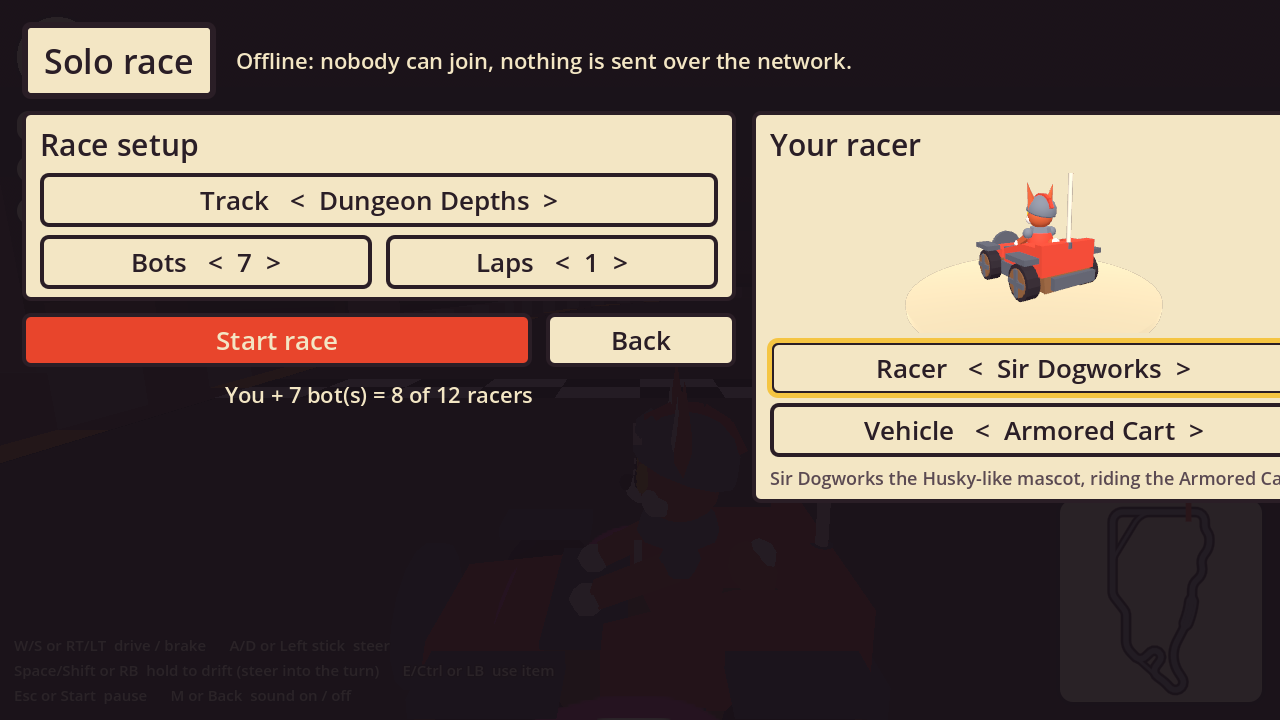 Solo race
Offline: nobody can join, nothing is sent over the network.
Race setup
Track < Dungeon Depths >
Bots < 7 >
Laps < 1 >
Start race
Back
You + 7 bot(s) = 8 of 12 racers
Your racer
Racer < Sir Dogworks >
Vehicle < Armored Cart >
Sir Dogworks the Husky-like mascot, riding the Armored Ca
W/S or RT/LT drive / brake A/D or Left stick steer
Space/Shift or RB hold to drift (steer into the turn) E/Ctrl or LB use item
Esc or Start pause M or Back sound on / off